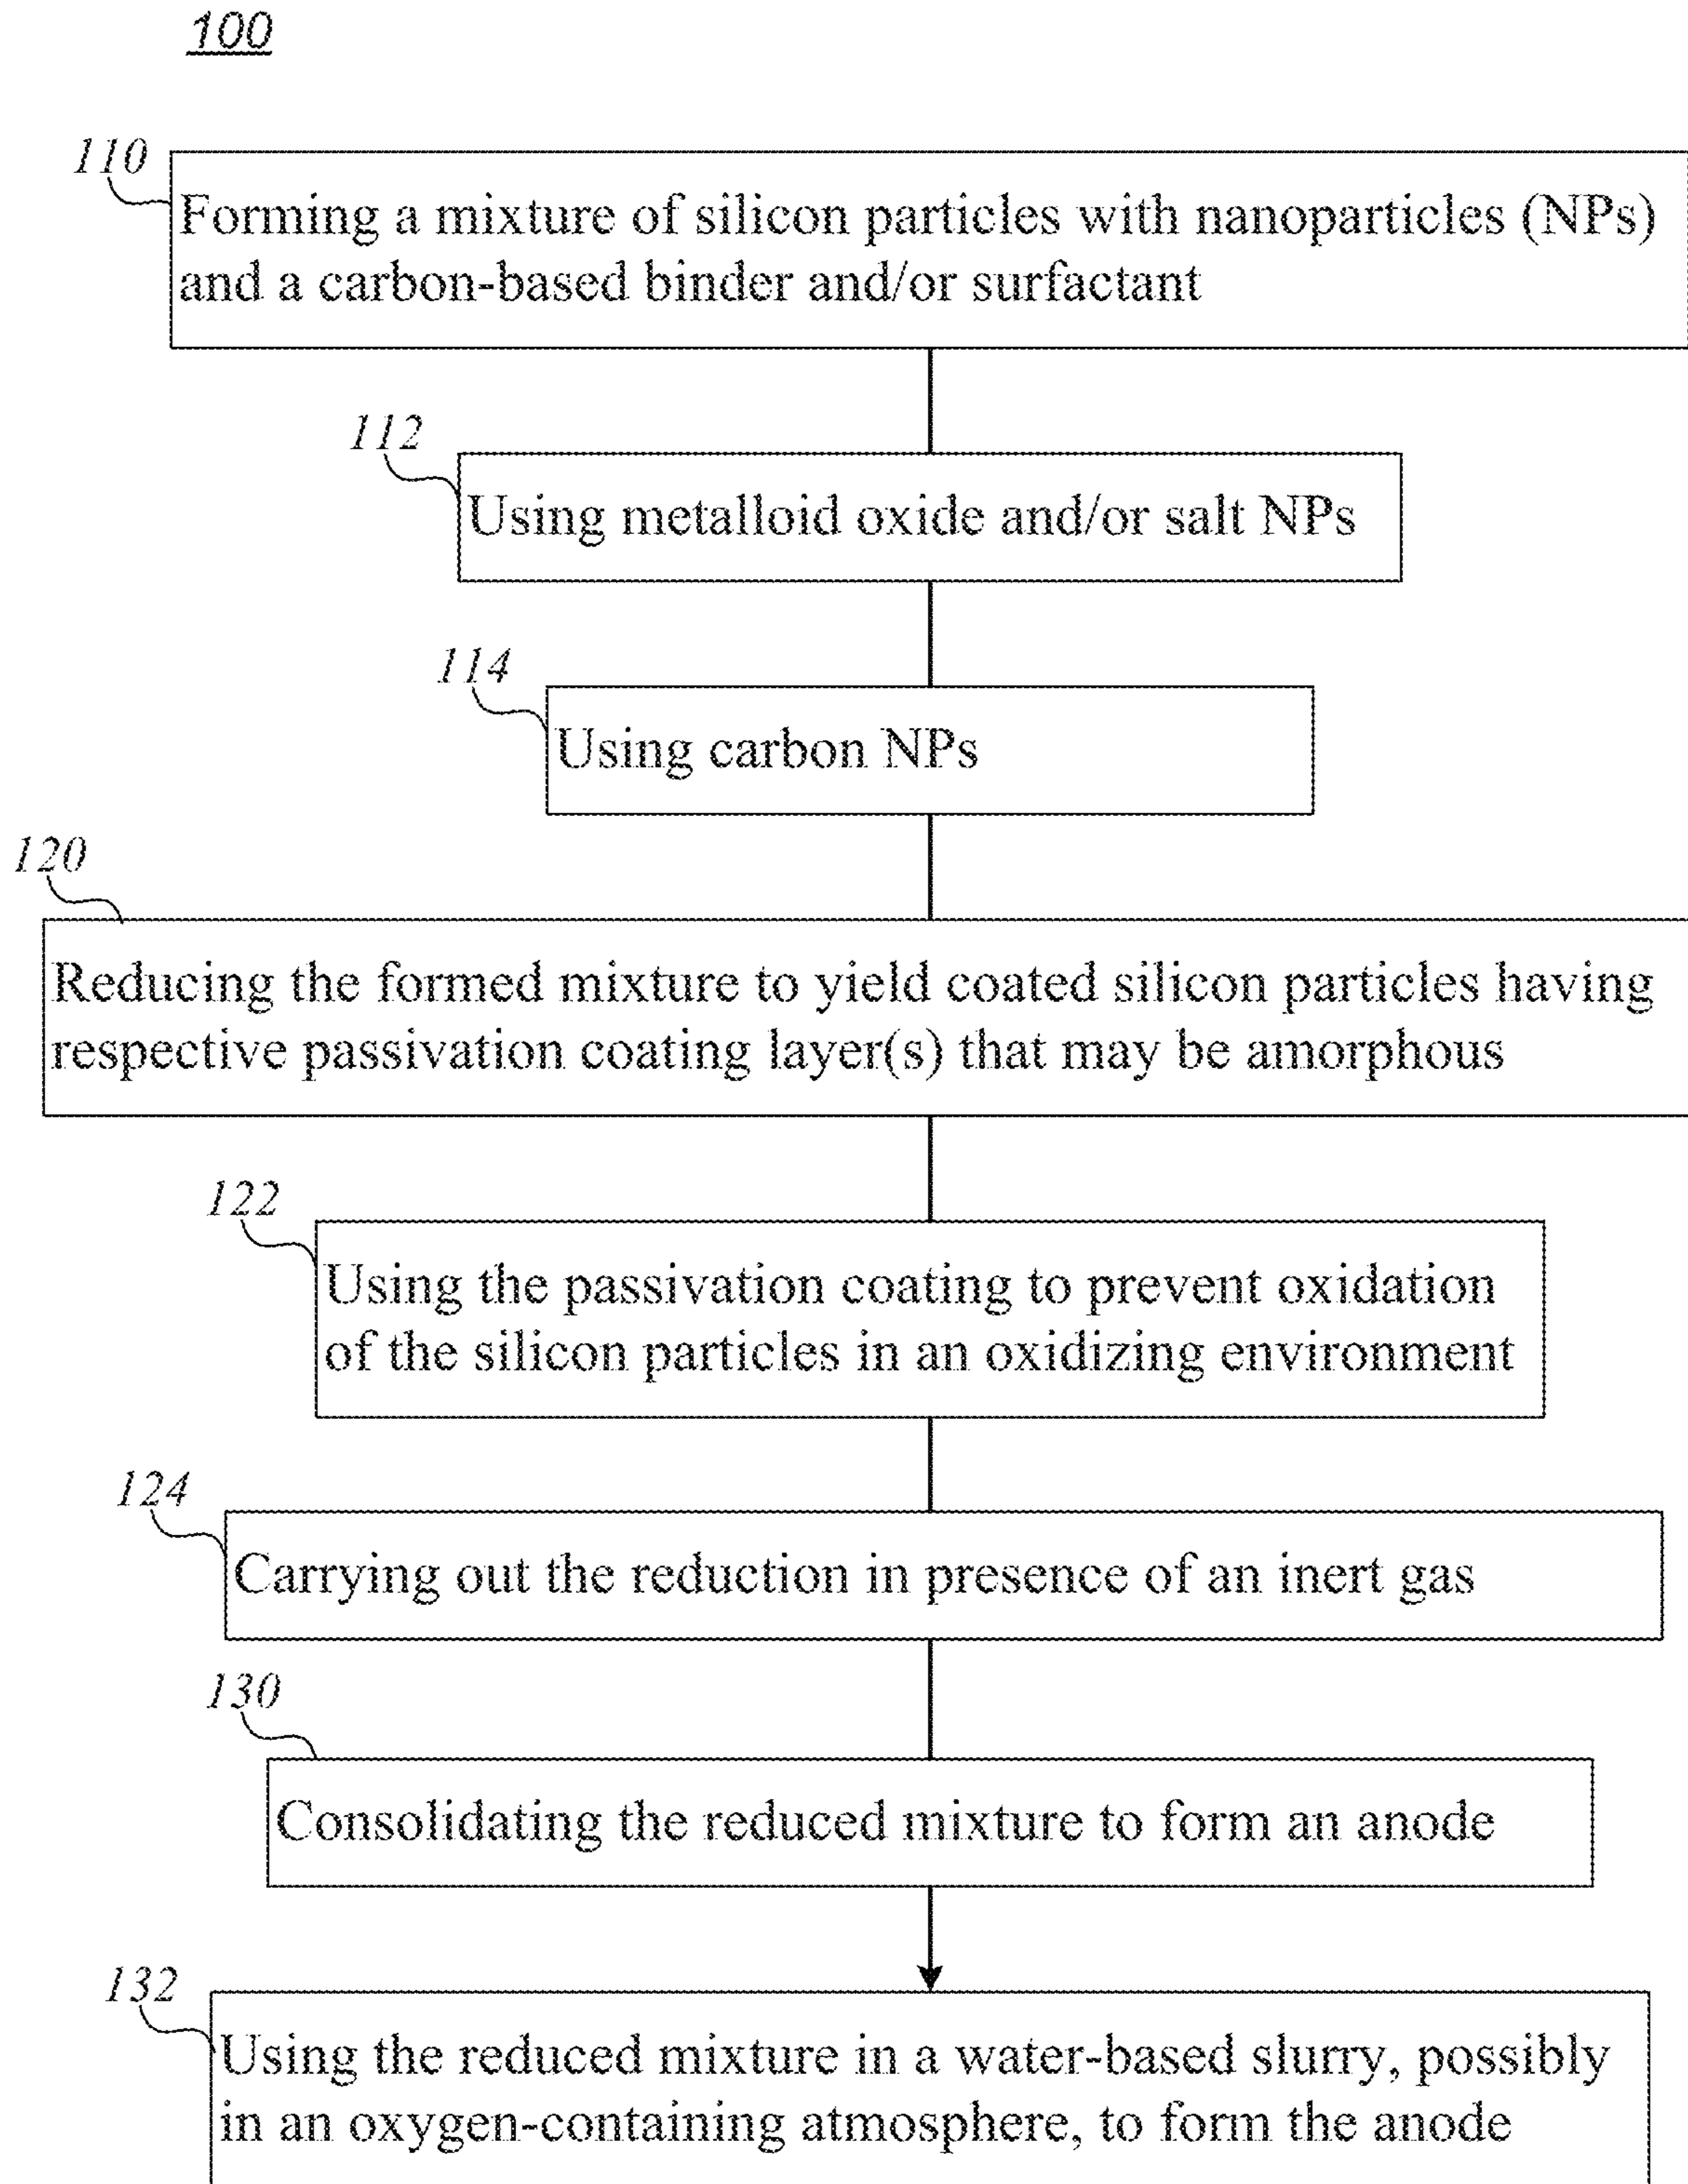 100
110
Forming a mixture of silicon particles with nanoparticles (NPs)
and a carbon-based binder and/or surfactant
112
Using metalloid oxide and/or salt NPs
114
Using carbon NPs
120
Reducing the formed mixture to yield coated silicon particles having
respective passivation coating layer(s) that may be amorphous
122
Using the passivation coating to prevent oxidation
of the silicon particles in an oxidizing environment
124
Carrying out the reduction in presence of an inert gas
130
Consolidating the reduced mixture to form an anode
132
Using the reduced mixture in a water-based slurry, possibly
in an oxygen-containing atmosphere, to form the anode